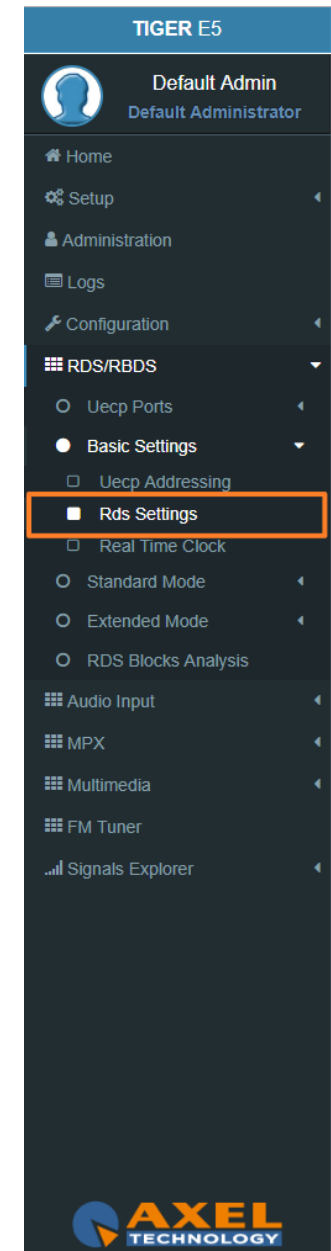 TIGER E5
Default Admin
Default Administrator
Home
Setup
Administration
Logs
Configuration
RDS/RBDS
Uecp Ports
Basic Settings
Uecp Addressing
Rds Settings
Real Time Clock
Standard Mode
Extended Mode
RDS Blocks Analysis
Audio Input
MPX
Multimedia
FM Tuner
Signals Explorer
AXEL
TECHNOLOGY